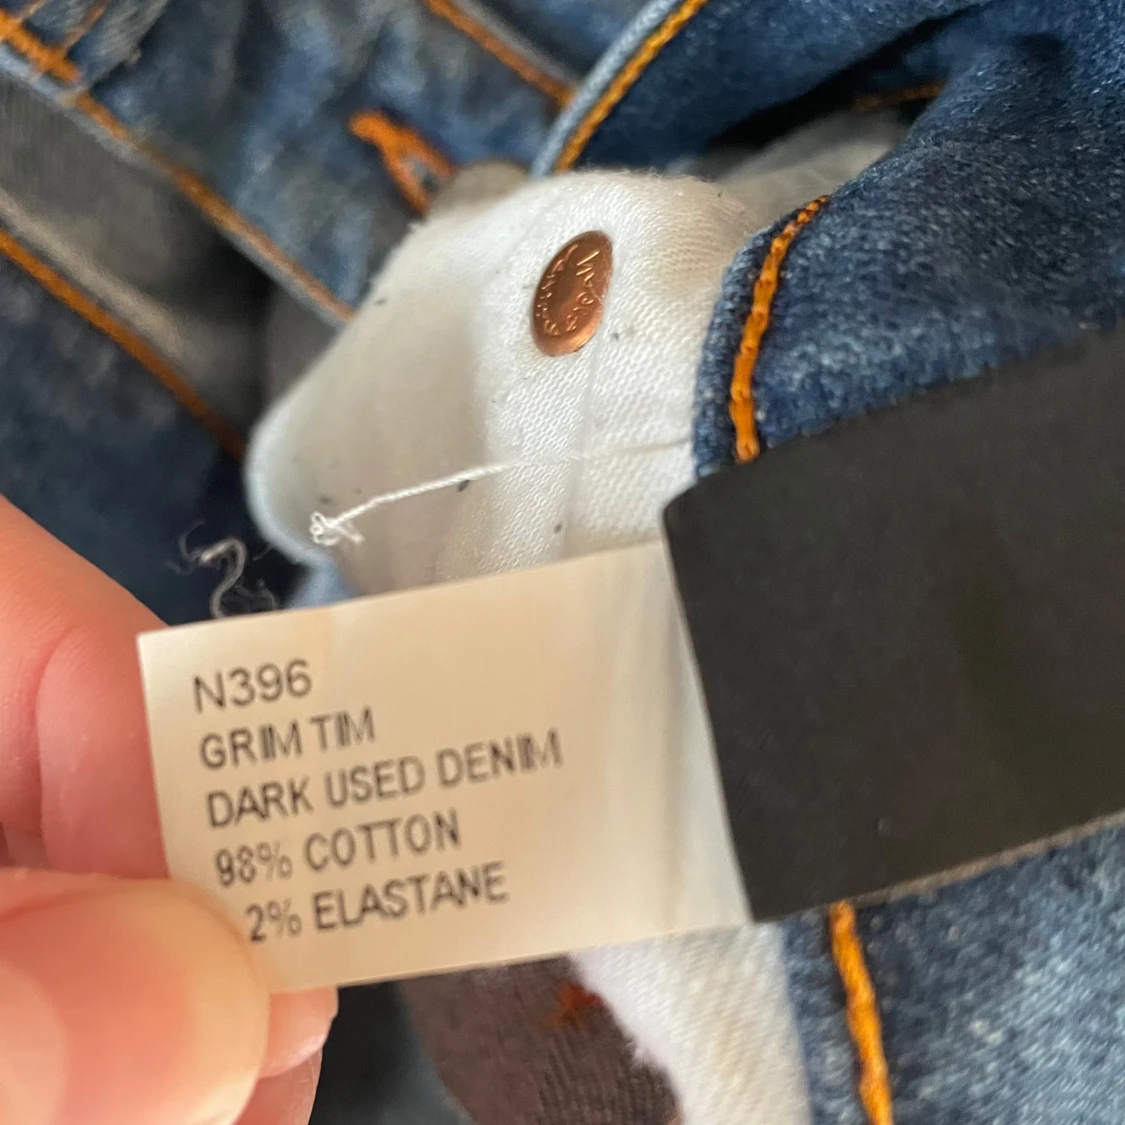 N396
GRIM TIM
DARK USED DENIM
98% COTTON
2% ELASTANE